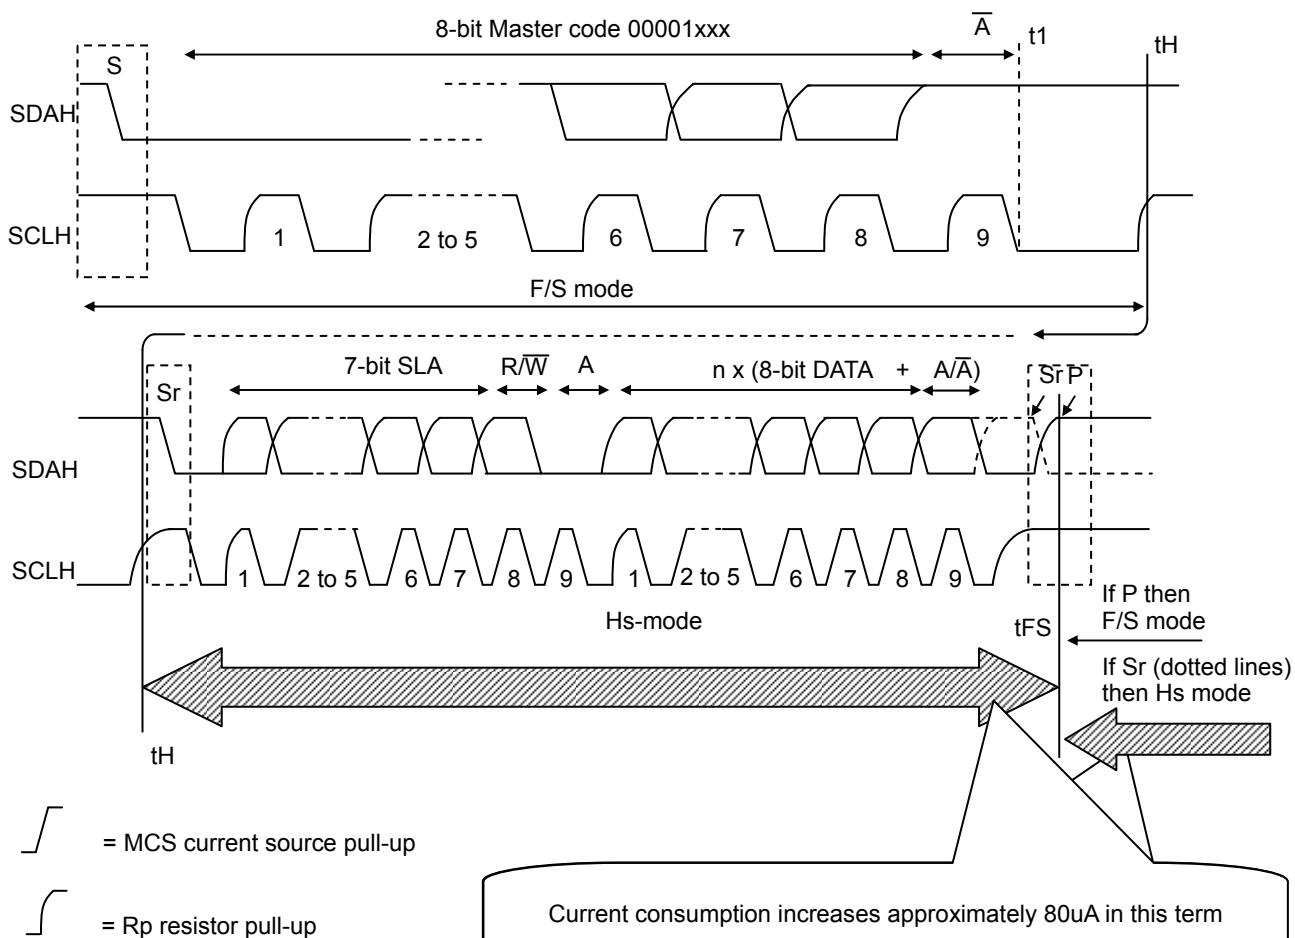 8-bit Master code 00001xxx
A̅
t1
tH
S
SDAH
SCLH
1
2 to 5
6
7
8
9
F/S mode
7-bit SLA
R/W̅
A
n x (8-bit DATA +
A/A̅)
Sr
Sr P
SDAH
SCLH
1
2 to 5
6
7
8
9
1
2 to 5
6
7
8
9
Hs-mode
tFS
If P then
F/S mode
If Sr (dotted lines)
then Hs mode
tH
= MCS current source pull-up
= Rp resistor pull-up
Current consumption increases approximately 80uA in this term